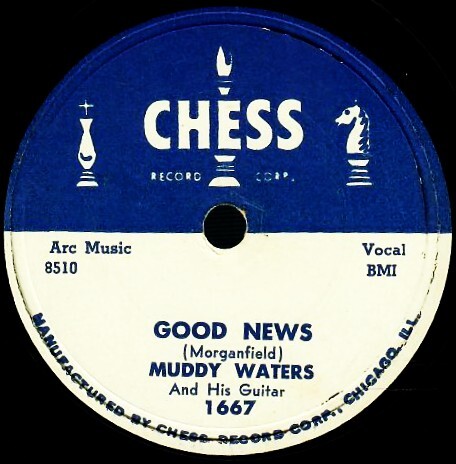 CHESS
RECORD CORP.
Arc Music
8510
Vocal
BMI
GOOD NEWS
(Morganfield)
MUDDY WATERS
And His Guitar
1667
MANUFACTURED BY CHESS RECORD CORP., CHICAGO, ILL.